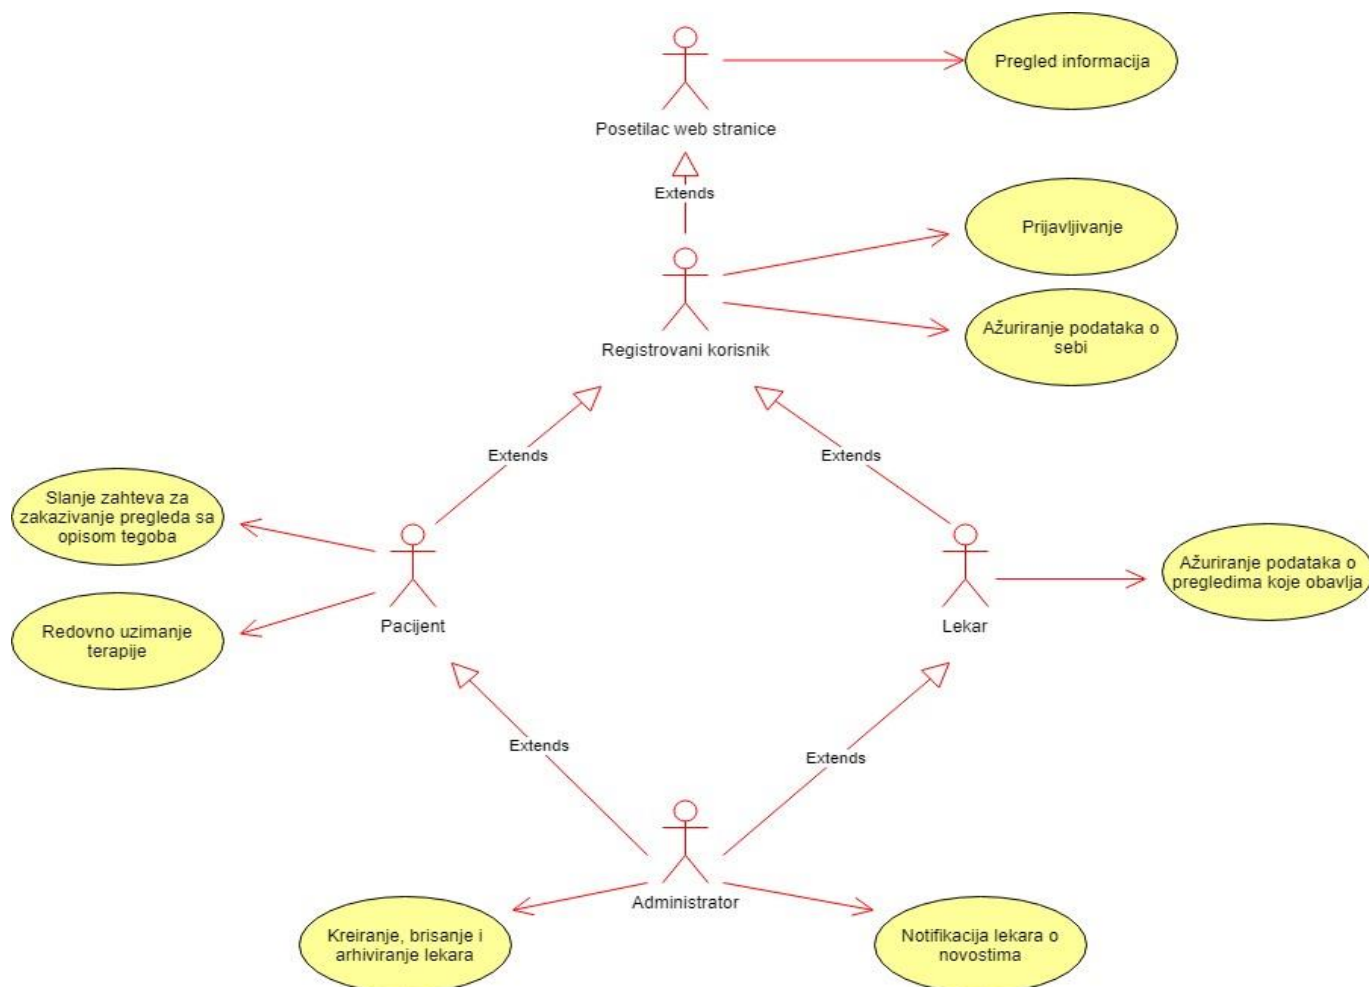 Pregled informacija
Posetilac web stranice
Extends
Prijavljivanje
Registrovani korisnik
Ažuriranje podataka o
sebi
Extends
Extends
Slanje zahteva za
zakazivanje pregleda sa
opisom tegoba
Redovno uzimanje
terapije
Pacijent
Lekar
Ažuriranje podataka o
pregledima koje obavlja
Extends
Extends
Administrator
Kreiranje, brisanje i
arhiviranje lekara
Notifikacija lekara o
novostima